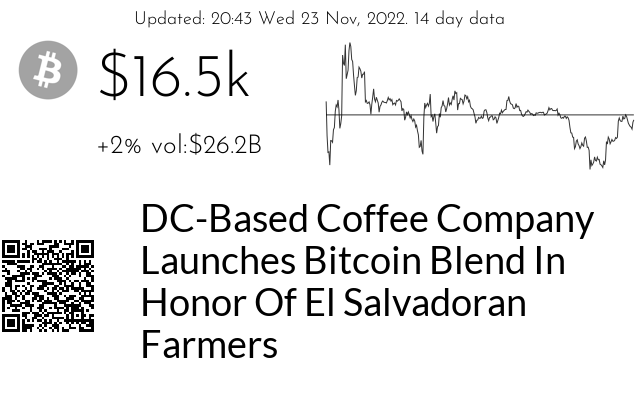 Updated: 20:43 Wed 23 Nov, 2022. 14 day data
$16.5k
+2% vol:$26.2B
DC-Based Coffee Company
Launches Bitcoin Blend In
Honor Of El Salvadoran
Farmers